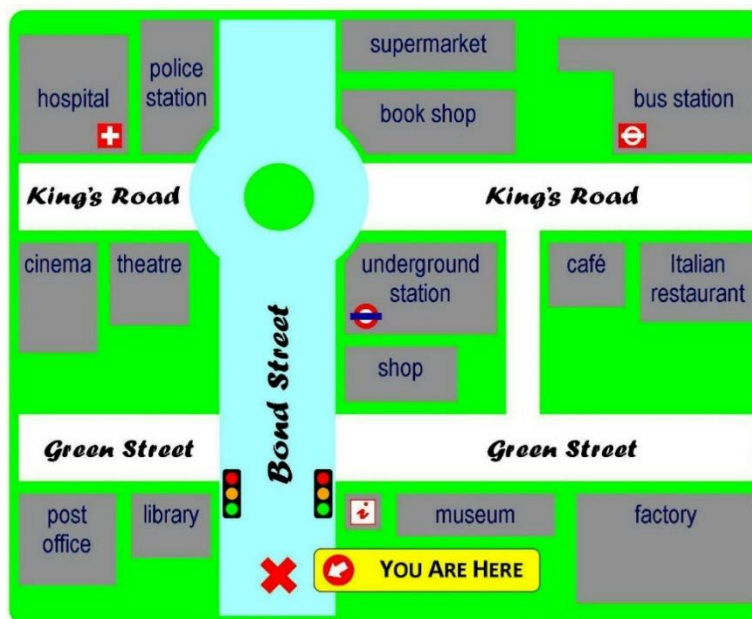 supermarket
police
station
hospital
bus station
book shop
King's Road
King's Road
cinema
theatre
underground
station
café
Italian
restaurant
Bond Street
shop
Green Street
Green Street
post
office
library
i
museum
factory
YOU ARE HERE